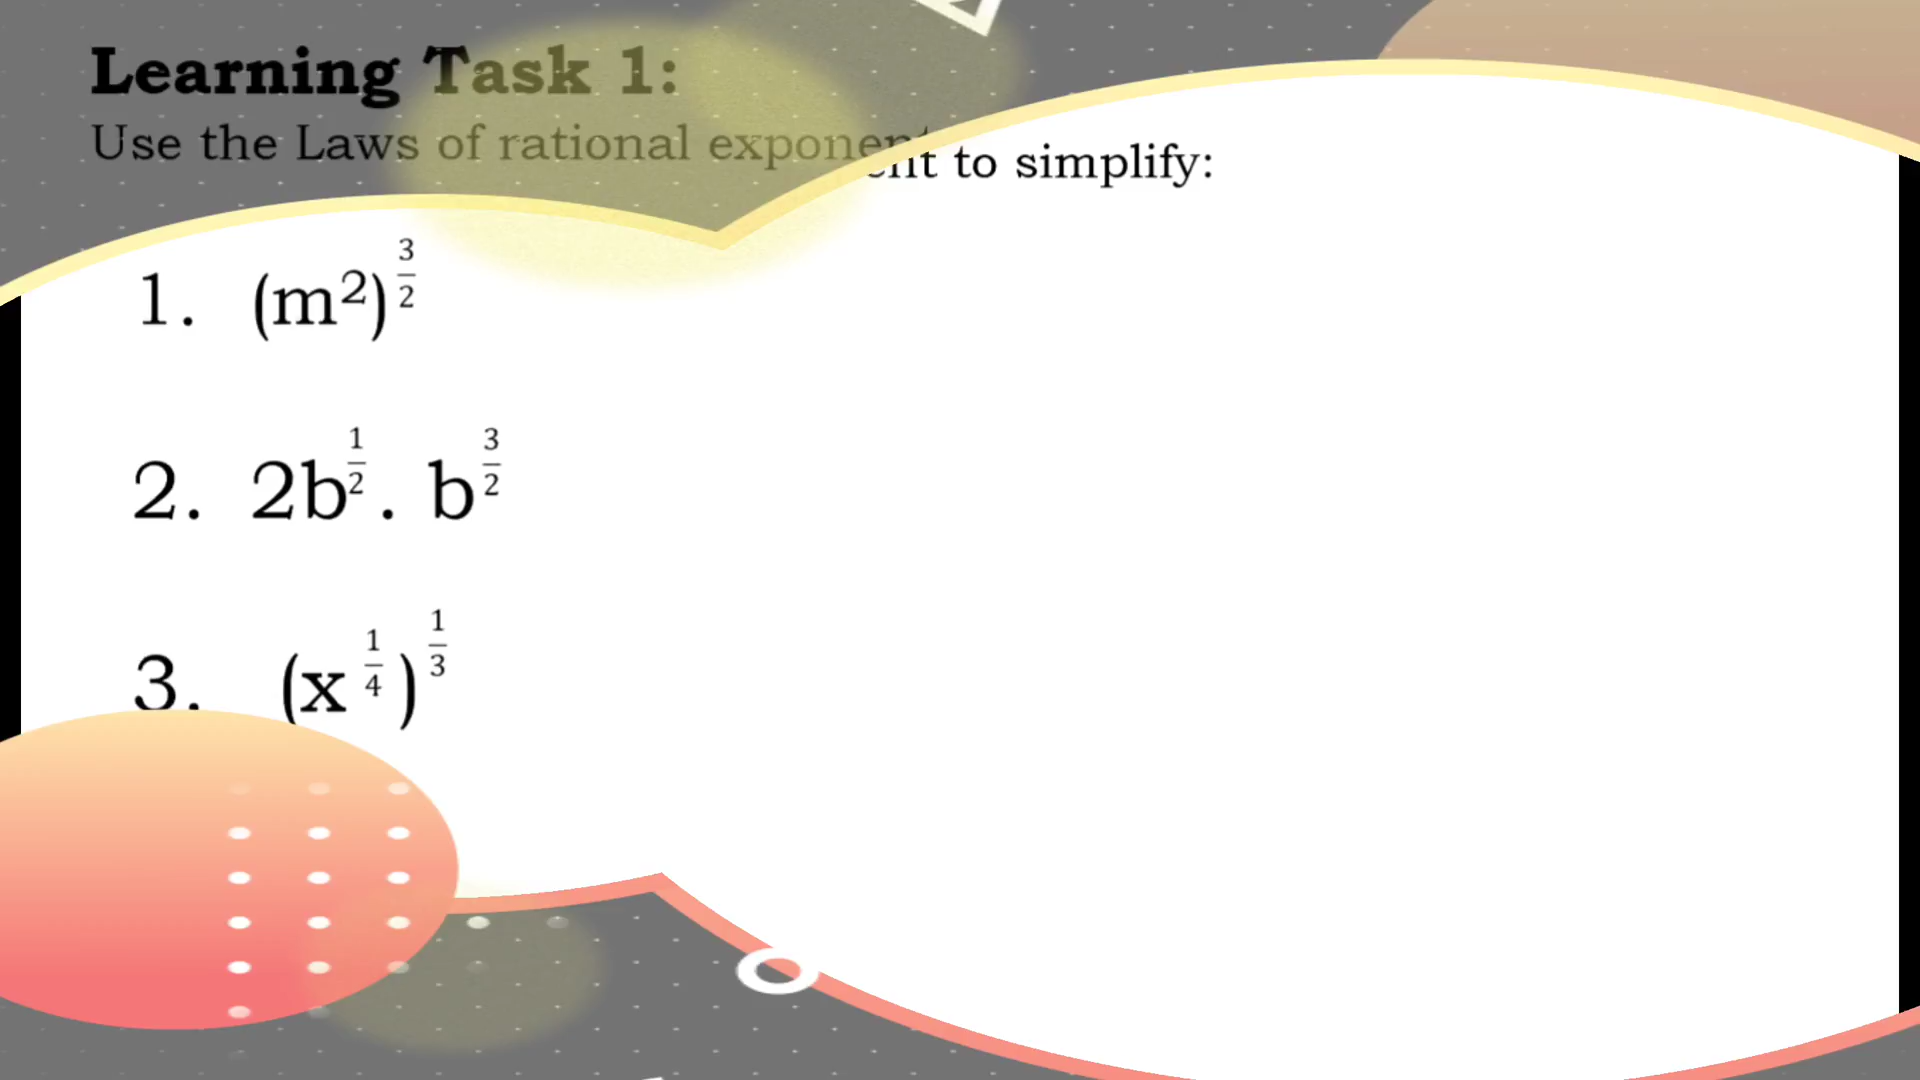 Learning Task 1:
Use the Laws of rational exponent to simplify:
1. (m²)^(3/2)
2. 2b^(1/2) . b^(3/2)
3. (x^(1/4))^(1/3)